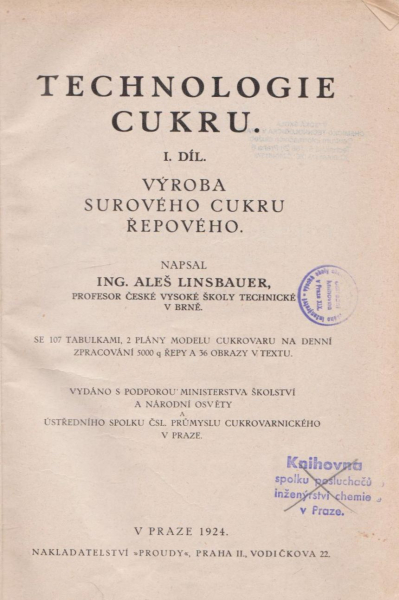 TECHNOLOGIE
CUKRU.
I. DÍL.
VÝROBA
SUROVÉHO CUKRU
ŘEPOVÉHO.
NAPSAL
ING. ALEŠ LINSBAUER,
PROFESOR ČESKÉ VYSOKÉ ŠKOLY TECHNICKÉ
V BRNĚ.
SE 107 TABULKAMI, 2 PLÁNY MODELU CUKROVARU NA DENNÍ
ZPRACOVÁNÍ 5000 q ŘEPY A 36 OBRAZY V TEXTU.
VYDÁNO S PODPOROU MINISTERSTVA ŠKOLSTVÍ
A NÁRODNÍ OSVĚTY
A
ÚSTŘEDNÍHO SPOLKU ČSL. PRŮMYSLU CUKROVARNICKÉHO
V PRAZE.
Knihovna
spolku posluchačů
inženýrství chemie
v Praze.
V PRAZE 1924.
NAKLADATELSTVÍ »PROUDY«, PRAHA II., VODIČKOVA 22.